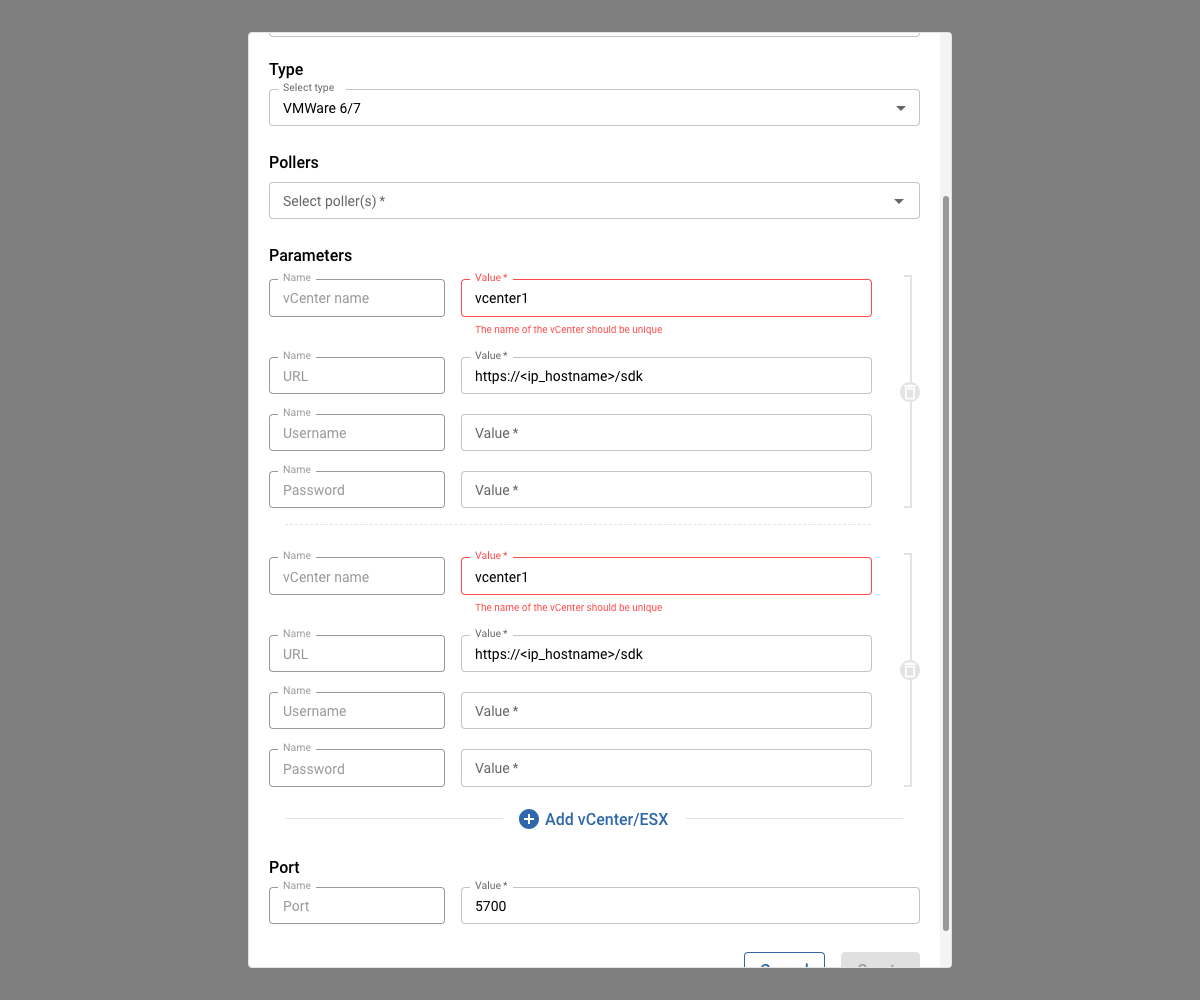 Type
Select type
VMWare 6/7
Pollers
Select poller(s) *
Parameters
Name
Value *
vCenter name
vcenter1
The name of the vCenter should be unique
Name
Value *
URL
https://<ip_hostname>/sdk
Name
Username
Value *
Name
Password
Value *
Name
Value *
vCenter name
vcenter1
The name of the vCenter should be unique
Name
Value *
URL
https://<ip_hostname>/sdk
Name
Username
Value *
Name
Password
Value *
Add vCenter/ESX
Port
Name
Value *
Port
5700